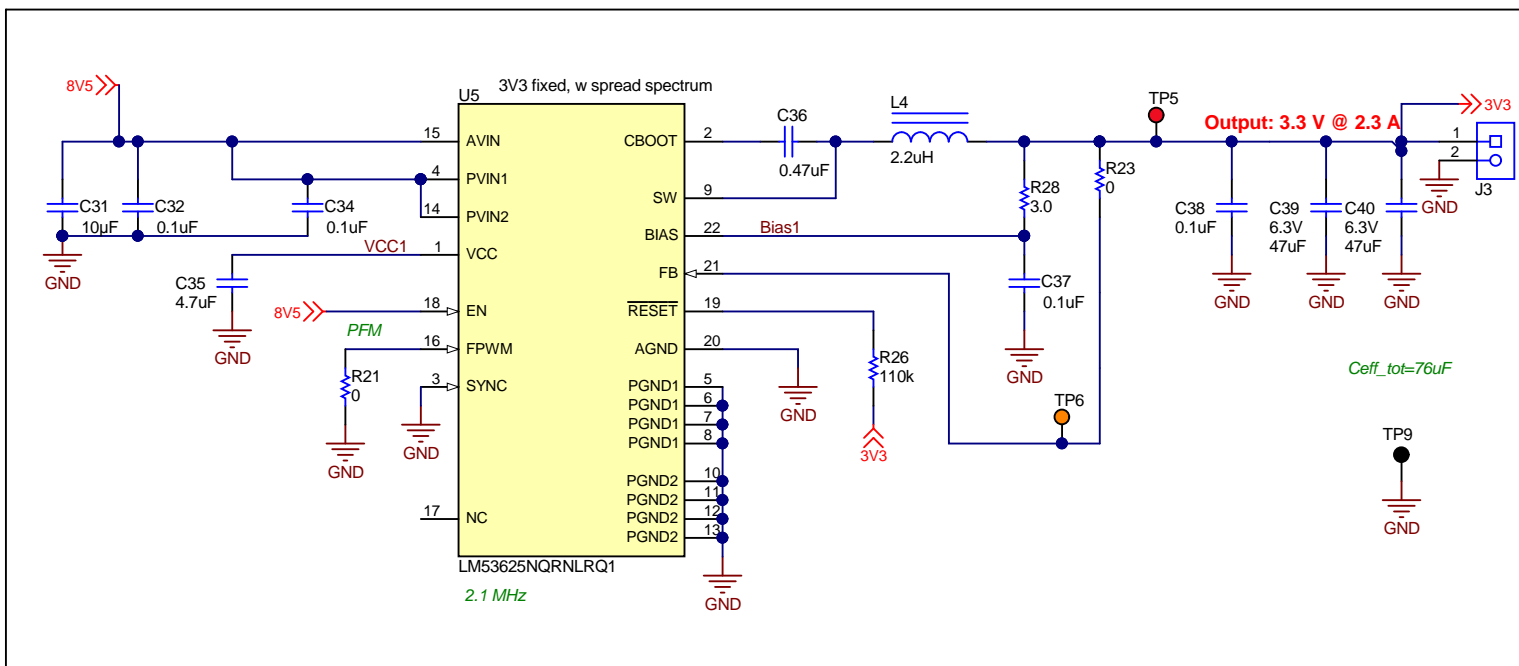 8V5
3V3 fixed, w spread spectrum
U5
15 AVIN
4 PVIN1
14 PVIN2
1 VCC
18 EN
16 FPWM
3 SYNC
17 NC
CBOOT 2
SW 9
BIAS 22
FB 21
RESET 19
AGND 20
PGND1 5
PGND1 6
PGND1 7
PGND1 8
PGND2 10
PGND2 11
PGND2 12
PGND2 13
LM53625NQRNLRQ1
2.1 MHz
C31
10µF
C32
0.1uF
C34
0.1uF
GND
VCC1
C35
4.7uF
GND
8V5
PFM
R21
0
GND
GND
C36
0.47uF
L4
2.2uH
R28
3.0
Bias1
C37
0.1uF
GND
R23
0
TP5
TP6
R26
110k
3V3
GND
GND
Output: 3.3 V @ 2.3 A
3V3
1
2
J3
GND
C38
0.1uF
GND
C39
6.3V
47uF
GND
C40
6.3V
47uF
GND
Ceff_tot=76uF
TP9
GND